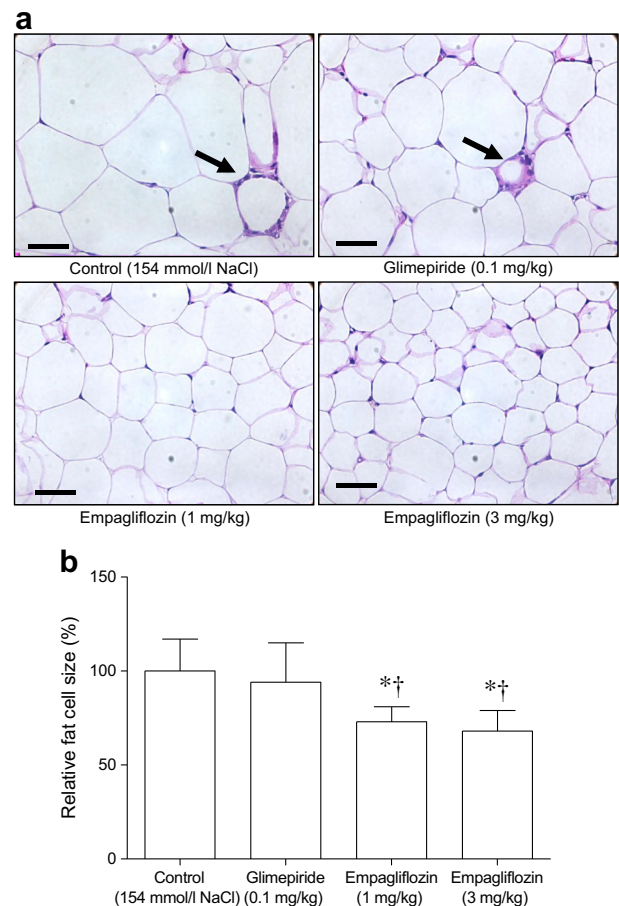 a
Control (154 mmol/l NaCl)
Glimepiride (0.1 mg/kg)
Empagliflozin (1 mg/kg)
Empagliflozin (3 mg/kg)
b
Relative fat cell size (%)
150
100
50
0
*†
*†
Control
(154 mmol/l NaCl)
Glimepiride
(0.1 mg/kg)
Empagliflozin
(1 mg/kg)
Empagliflozin
(3 mg/kg)